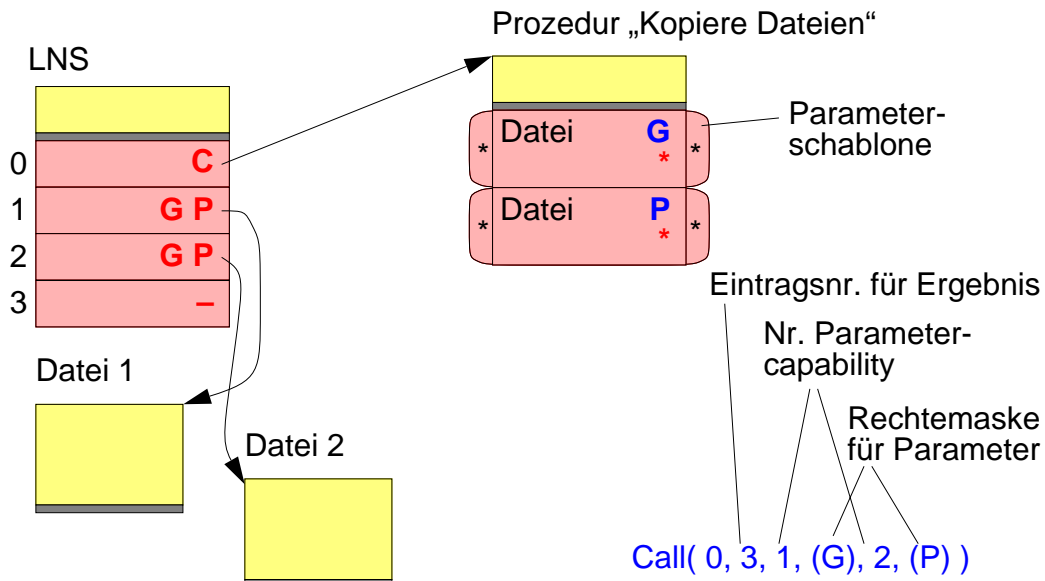 Prozedur „Kopiere Dateien“
LNS
0 C
1 G P
2 G P
3 –
* Datei G *
*
* Datei P *
*
Parameter-
schablone
Datei 1
Datei 2
Eintragsnr. für Ergebnis
Nr. Parameter-
capability
Rechtemaske
für Parameter
Call( 0, 3, 1, (G), 2, (P) )